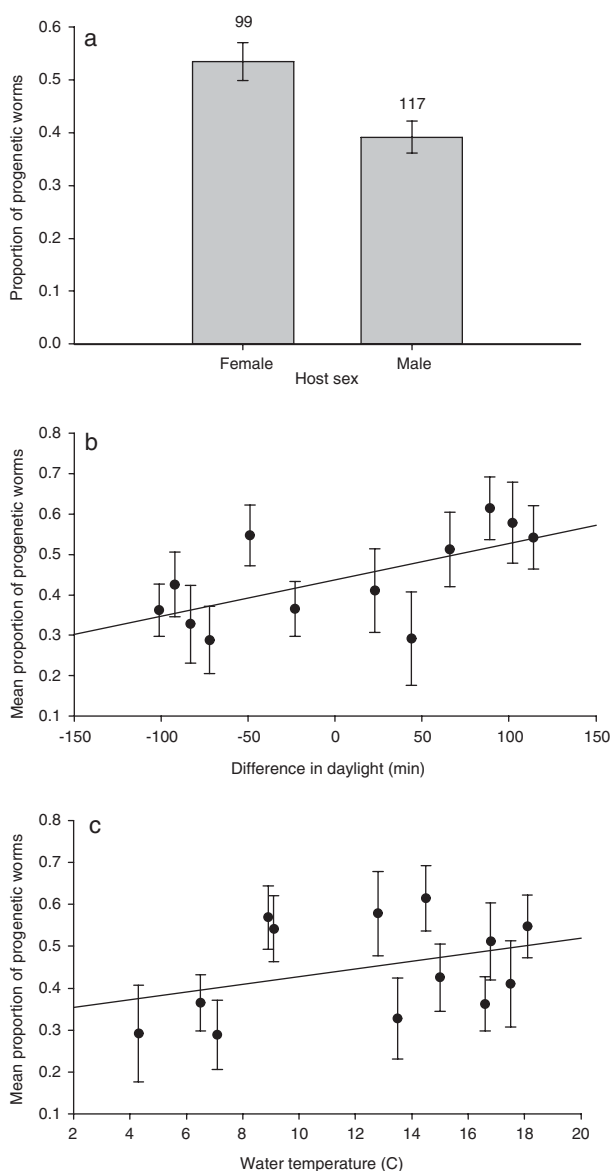 a
99
117
0.6
0.5
0.4
0.3
0.2
0.1
0.0
Proportion of progenetic worms
Female
Male
Host sex
b
0.8
0.7
0.6
0.5
0.4
0.3
0.2
0.1
Mean proportion of progenetic worms
-150 -100 -50 0 50 100 150
Difference in daylight (min)
c
0.8
0.7
0.6
0.5
0.4
0.3
0.2
0.1
Mean proportion of progenetic worms
2 4 6 8 10 12 14 16 18 20
Water temperature (C)